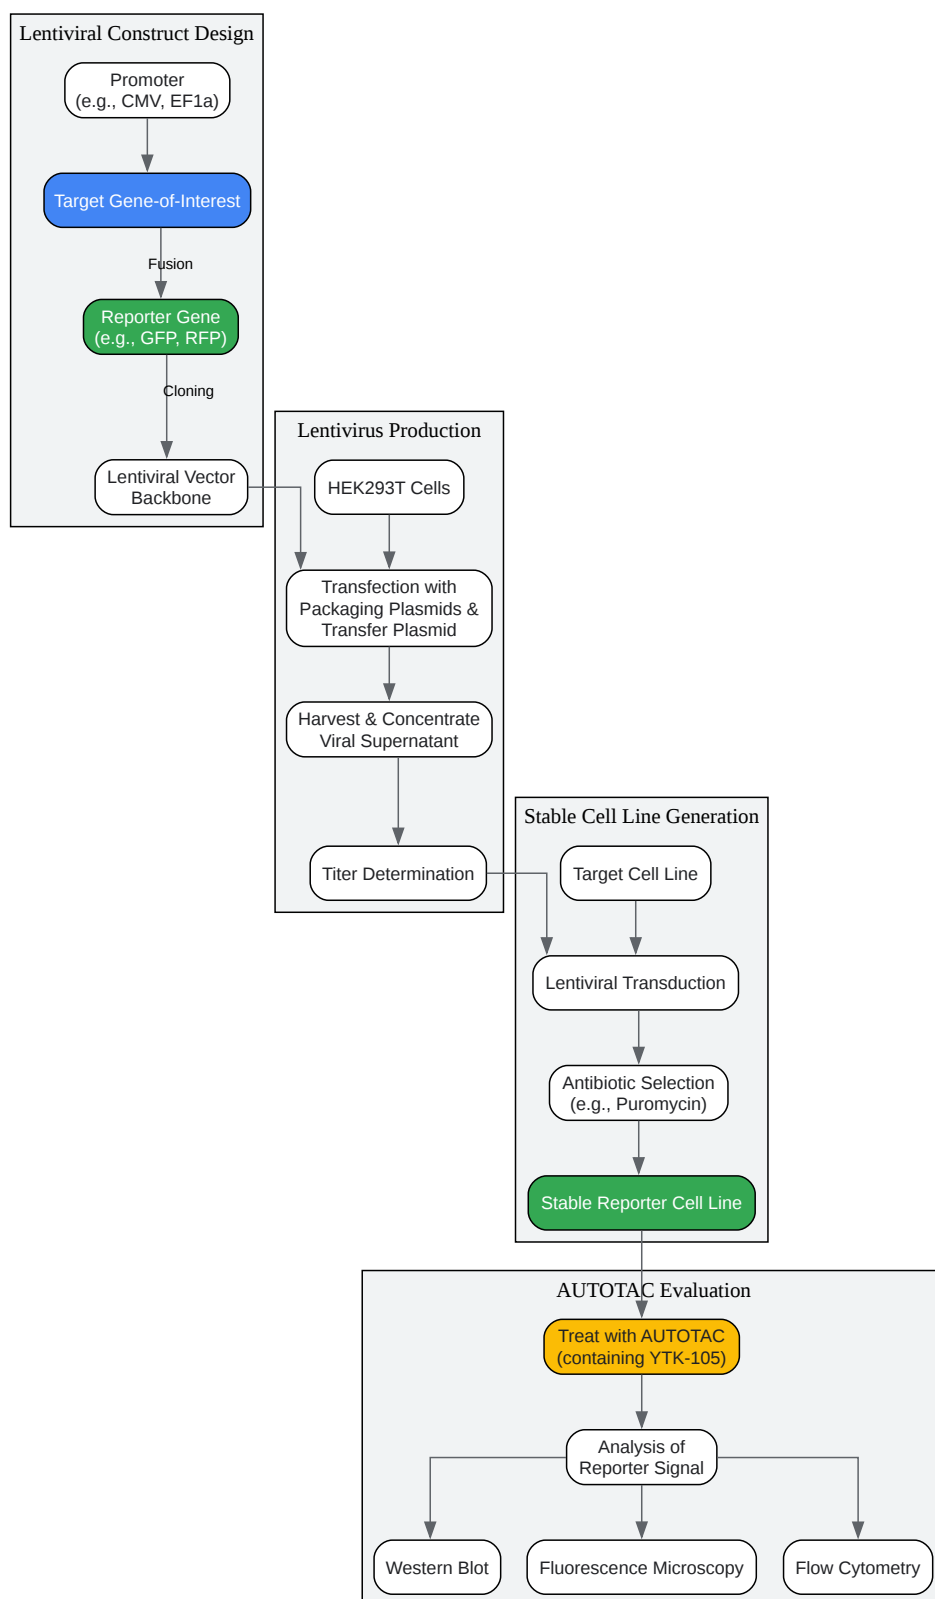 Lentiviral Construct Design
Promoter
(e.g., CMV, EF1a)
Target Gene-of-Interest
Fusion
Reporter Gene
(e.g., GFP, RFP)
Cloning
Lentiviral Vector
Backbone
Lentivirus Production
HEK293T Cells
Transfection with
Packaging Plasmids &
Transfer Plasmid
Harvest & Concentrate
Viral Supernatant
Titer Determination
Stable Cell Line Generation
Target Cell Line
Lentiviral Transduction
Antibiotic Selection
(e.g., Puromycin)
Stable Reporter Cell Line
AUTOTAC Evaluation
Treat with AUTOTAC
(containing YTK-105)
Analysis of
Reporter Signal
Western Blot
Fluorescence Microscopy
Flow Cytometry